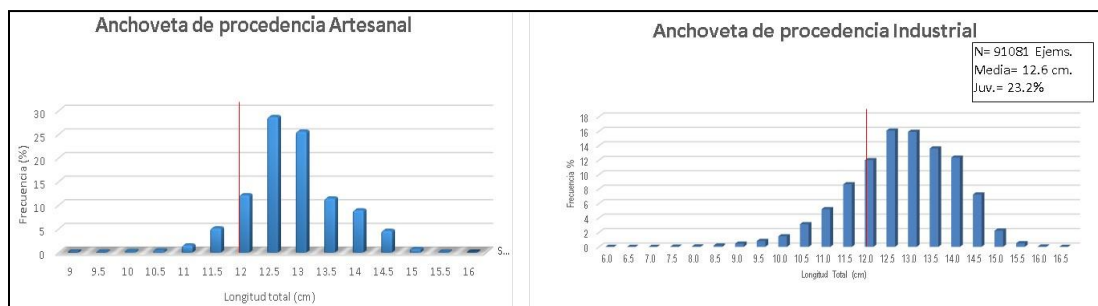 Anchoveta de procedencia Artesanal
Frecuencia (%)
30
25
20
15
10
5
0
9 9.5 10 10.5 11 11.5 12 12.5 13 13.5 14 14.5 15 15.5 16
S...
Longitud total (cm)
Anchoveta de procedencia Industrial
N= 91081 Ejems.
Media= 12.6 cm.
Juv.= 23.2%
Frecuencia %
18
16
14
12
10
8
6
4
2
0
6.0 6.5 7.0 7.5 8.0 8.5 9.0 9.5 10.0 10.5 11.0 11.5 12.0 12.5 13.0 13.5 14.0 14.5 15.0 15.5 16.0 16.5
Longitud Total (cm)